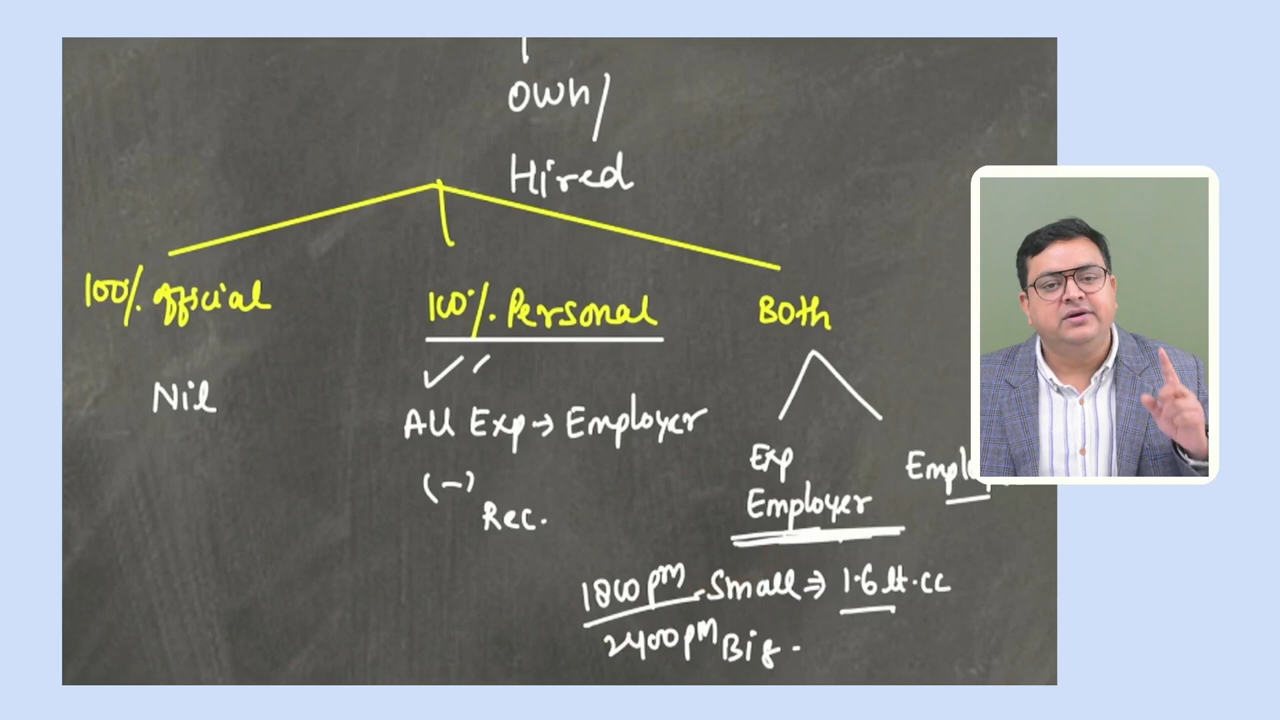 own/
Hired
100% official
100% Personal
Both
Nil
All Exp → Employer
(-)
Rec.
Exp
Employer
1800 pm Small ⇒ 1.6 lt. cc
2400 pm Big.